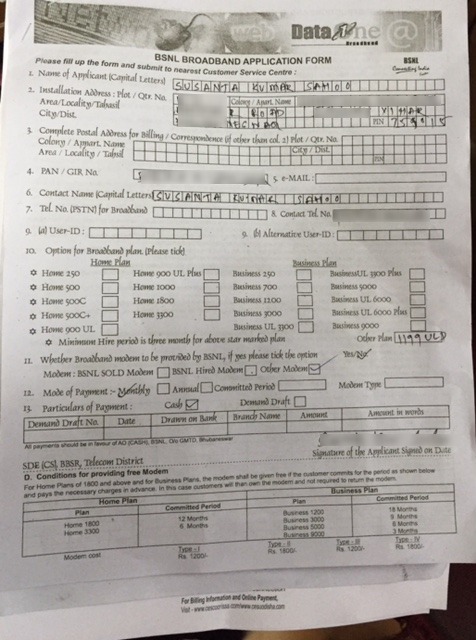 web Data One @
Broadband
BSNL BROADBAND APPLICATION FORM
BSNL
Connecting India
Please fill up the form and submit to nearest Customer Service Centre :
1. Name of Applicant (Capital Letters) SUSANTA KUMAR SAHOO
2. Installation Address : Plot / Qtr. No. Colony / Apart. Name
Area/Locality/Tahasil ROAD
City/Dist. PIN
3. Complete Postal Address for Billing / Correspondence (if other than col. 2) Plot / Qtr. No.
Colony / Appart. Name City / Dist.
Area / Locality / Tahsil PIN
4. PAN / GIR No. 5. e-MAIL :
6. Contact Name (Capital Letters) SUSANTA KUMAR SAHOO
7. Tel. No. (PSTN) for Broadband 8. Contact Tel. No.
9. (a) User-ID : 9. (b) Alternative User-ID :
10. Option for Broadband plan. (Please tick)
Home Plan Business Plan
Home 250 Home 900 UL Plus Business 250 BusinessUL 3300 Plus
Home 500 Home 1000 Business 700 Business 5000
Home 500C Home 1800 Business 1200 Business UL 6000
Home 500C+ Home 3300 Business 3000 Business UL 6000 Plus
Home 900 UL Business UL 3300 Business 9000
Minimum Hire period is three month for above star marked plan Other Plan 1199 ULD
11. Whether Broadband modem to be provided by BSNL, if yes please tick the option Yes/No
Modem : BSNL SOLD Modem BSNL Hired Modem Other Modem
12. Mode of Payment :- Monthly Annual Committed Period Modem Type
13. Particulars of Payment : Cash Demand Draft
Demand Draft No. Date Drawn on Bank Branch Name Amount Amount in words
All payments should be in favour of AO (CASH), BSNL, O/o GMTD, Bhubaneswar
Signature of the Applicant Signed on Date
SDE (CS), BBSR, Telecom District
D. Conditions for providing free Modem
For Home Plans of 1800 and above and for Business Plans, the modem shall be given free if the customer commits for the period as shown below
and pays the necessary charges in advance. In this case customers will than own the modem and not required to return the modem.
Home Plan Business Plan
Plan Committed Period Plan Committed Period
Home 1800 12 Months Business 1200 18 Months
Home 3300 6 Months Business 3000 9 Months
Business 5000 6 Months
Business 9000 3 Months
Type - I Type - II Type - III Type - IV
Modem cost Rs. 1200/- Rs. 1800/- Rs. 1200/- Rs. 1800/-
For Billing Information and Online Payment,